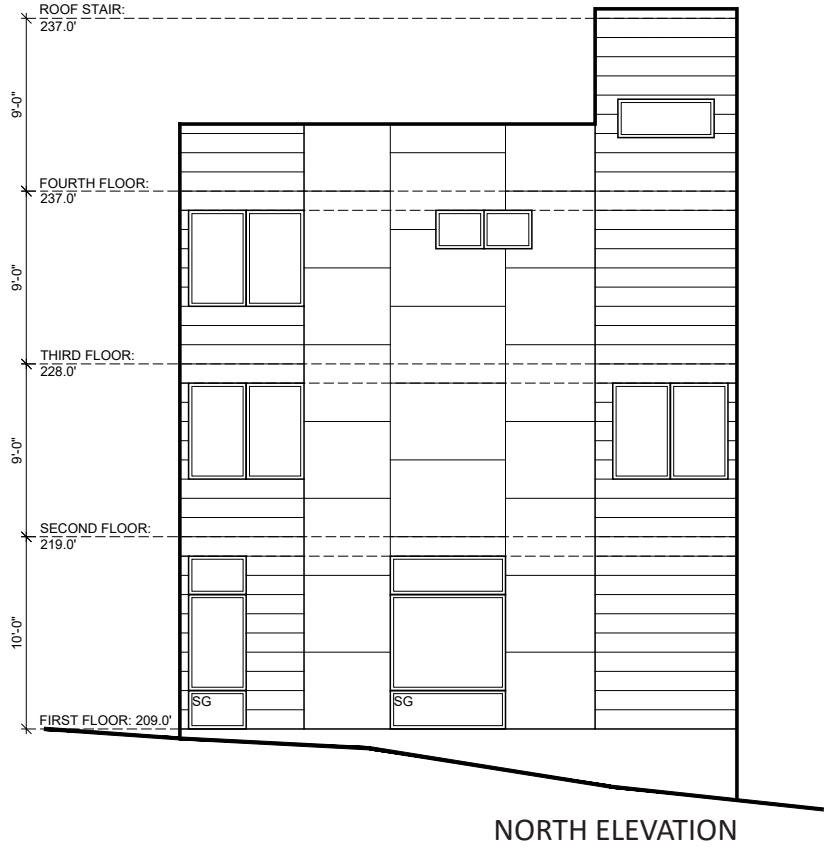 ROOF STAIR:
237.0'
9'-0"
FOURTH FLOOR:
237.0'
9'-0"
THIRD FLOOR:
228.0'
9'-0"
SECOND FLOOR:
219.0'
10'-0"
SG
SG
FIRST FLOOR: 209.0'
NORTH ELEVATION